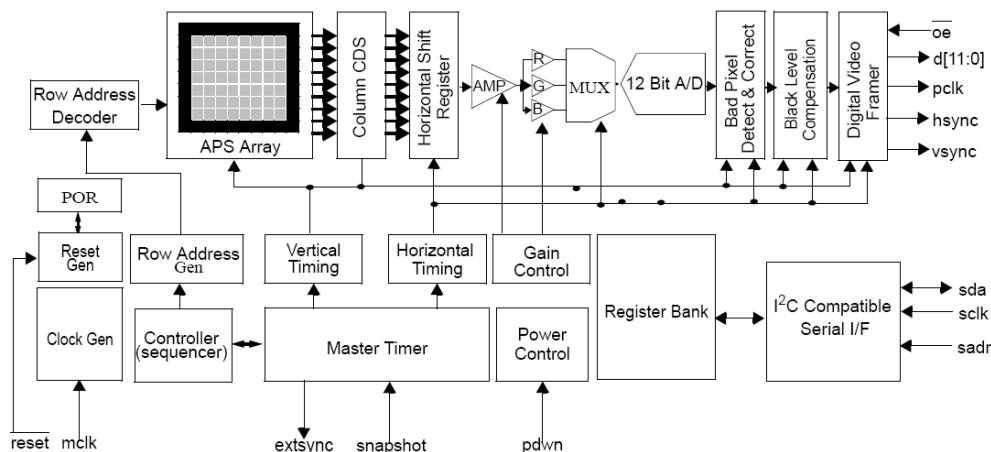 Row Address
Decoder
APS Array
Column CDS
Horizontal Shift
Register
AMP
R
G
B
MUX
12 Bit A/D
Bad Pixel
Detect & Correct
Black Level
Compensation
Digital Video
Framer
oe
d[11:0]
pclk
hsync
vsync
POR
Reset
Gen
Row Address
Gen
Vertical
Timing
Horizontal
Timing
Gain
Control
Clock Gen
Controller
(sequencer)
Master Timer
Power
Control
Register Bank
I²C Compatible
Serial I/F
sda
sclk
sadr
reset
mclk
extsync
snapshot
pdwn